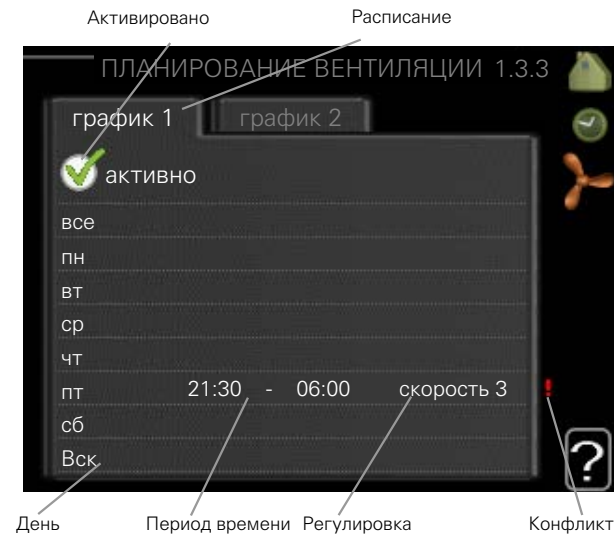 Активировано Расписание
ПЛАНИРОВАНИЕ ВЕНТИЛЯЦИИ 1.3.3
график 1 график 2
активно
все
пн
вт
ср
чт
пт 21:30 - 06:00 скорость 3 !
сб
Вск
?
День Период времени Регулировка Конфликт